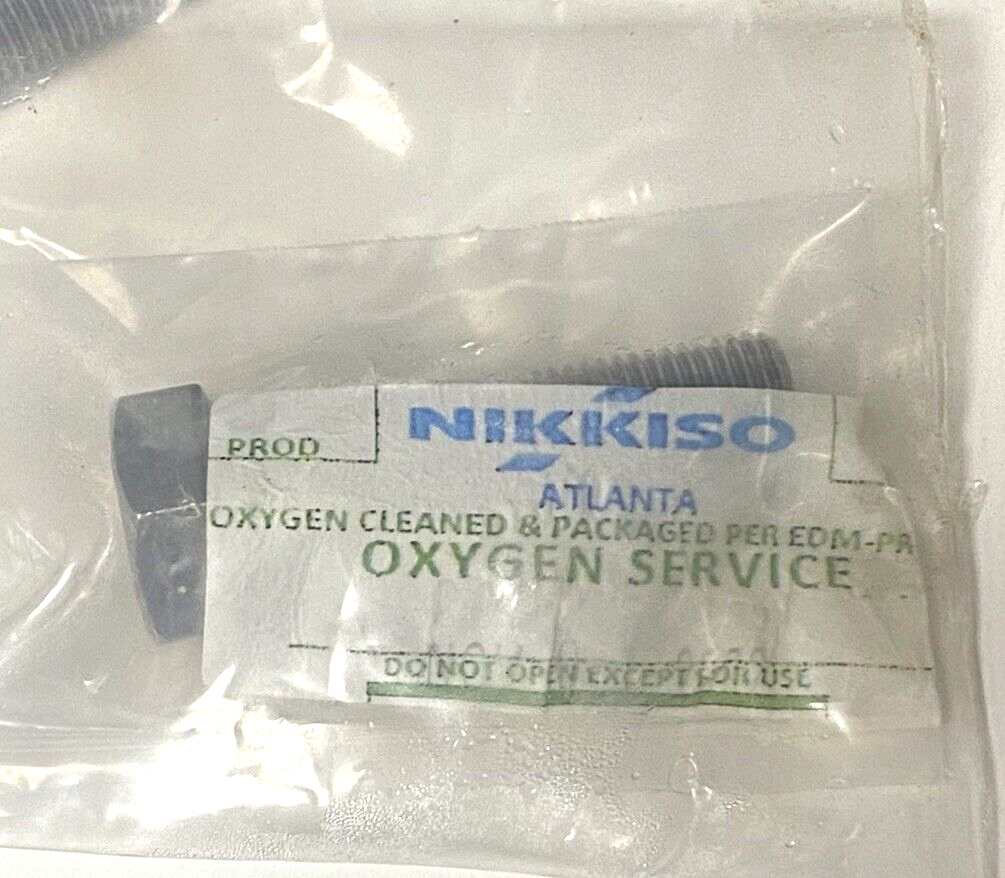 NIKKISO
PROD
ATLANTA
OXYGEN CLEANED & PACKAGED PER EDM-PR
OXYGEN SERVICE
DO NOT OPEN EXCEPT FOR USE